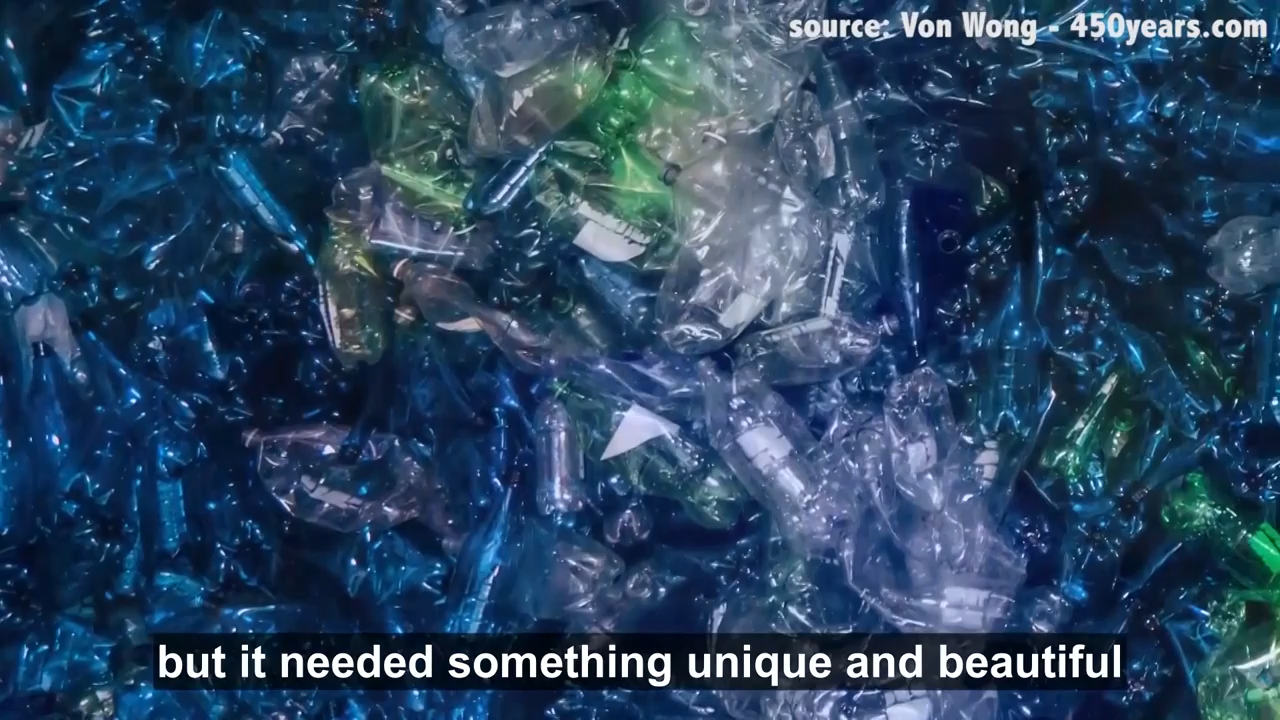 source: Von Wong - 450years.com
but it needed something unique and beautiful